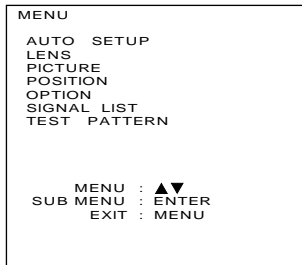 MENU
AUTO SETUP
LENS
PICTURE
POSITION
OPTION
SIGNAL LIST
TEST PATTERN
MENU : ▲▼
SUB MENU : ENTER
EXIT : MENU